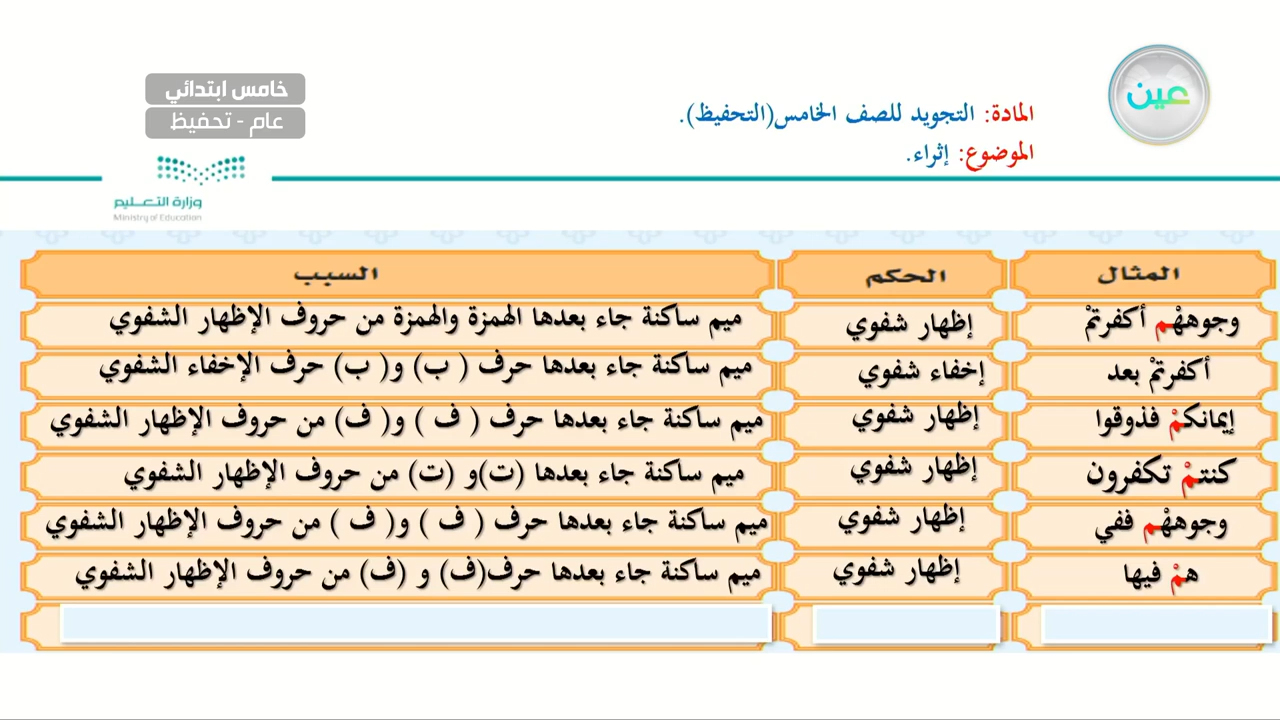 عين
خامس ابتدائي
عام - تحفيظ
المادة: التجويد للصف الخامس(التحفيظ).
الموضوع: إثراء.
وزارة التعليم
Ministry of Education
المثال الحكم السبب
وجوههْم أكفرتمْ إظهار شفوي ميم ساكنة جاء بعدها الهمزة والهمزة من حروف الإظهار الشفوي
أكفرتمْ بعد إخفاء شفوي ميم ساكنة جاء بعدها حرف ( ب) و( ب) حرف الإخفاء الشفوي
إيمانكمْ فذوقوا إظهار شفوي ميم ساكنة جاء بعدها حرف ( ف ) و( ف) من حروف الإظهار الشفوي
كنتمْ تكفرون إظهار شفوي ميم ساكنة جاء بعدها (ت)و (ت) من حروف الإظهار الشفوي
وجوههْم ففي إظهار شفوي ميم ساكنة جاء بعدها حرف ( ف ) و( ف ) من حروف الإظهار الشفوي
همْ فيها إظهار شفوي ميم ساكنة جاء بعدها حرف(ف) و (ف) من حروف الإظهار الشفوي